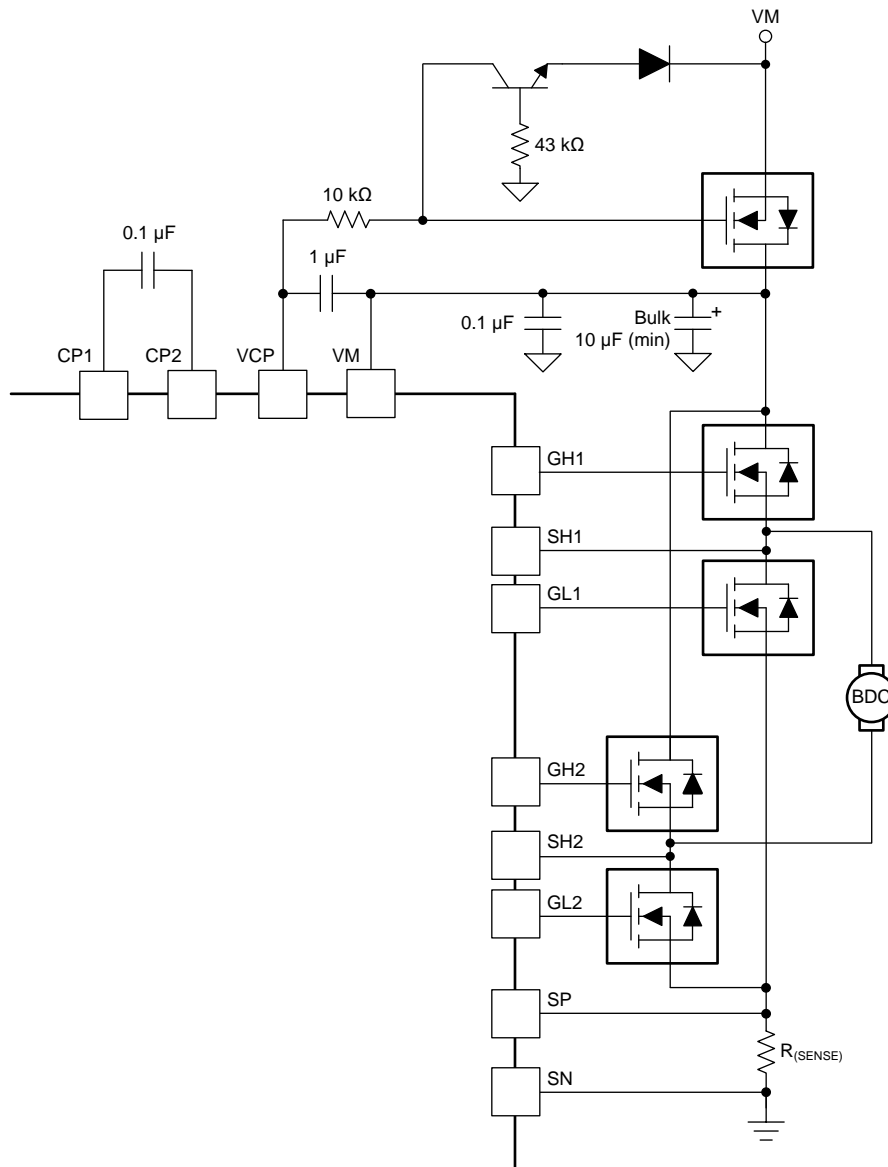 VM
43 kΩ
10 kΩ
0.1 µF
1 µF
0.1 µF
Bulk
10 µF (min)
+
CP1
CP2
VCP
VM
GH1
SH1
GL1
BDC
GH2
SH2
GL2
SP
R(SENSE)
SN